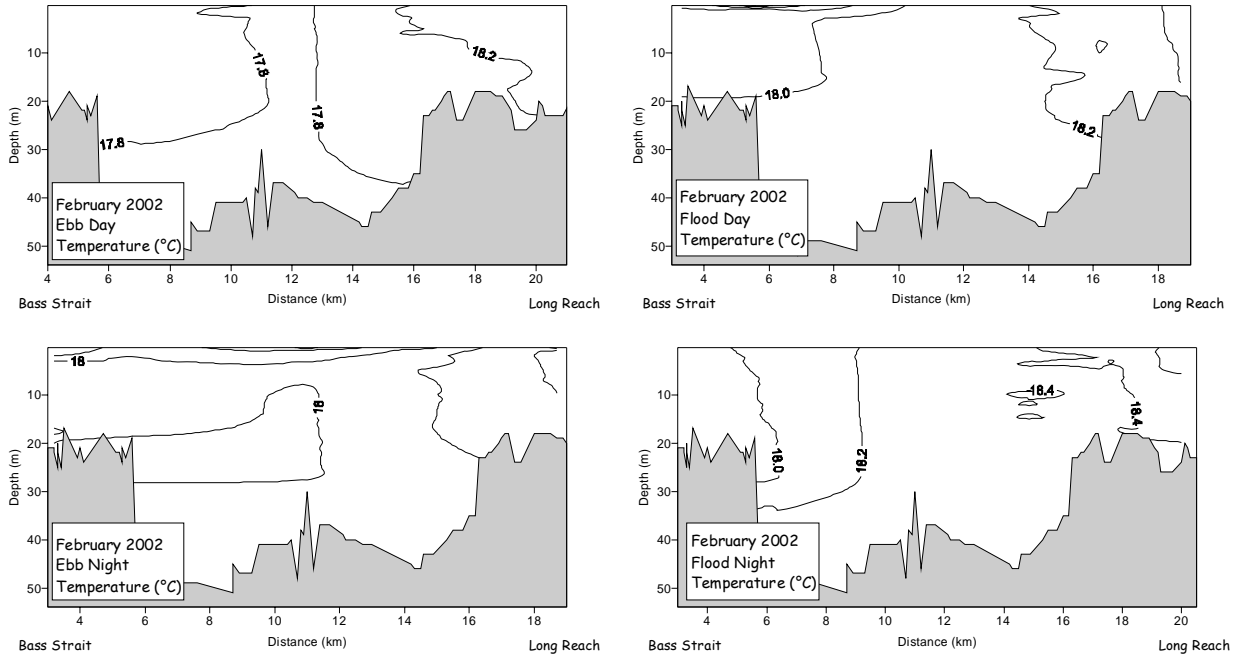 17.8
17.8
17.8
18.2
10
20
30
40
50
Depth (m)
February 2002
Ebb Day
Temperature (°C)
4 6 8 10 12 14 16 18 20
Bass Strait
Distance (km)
Long Reach
18.0
18.2
10
20
30
40
50
Depth (m)
February 2002
Flood Day
Temperature (°C)
4 6 8 10 12 14 16 18
Bass Strait
Distance (km)
Long Reach
18
18
10
20
30
40
50
Depth (m)
February 2002
Ebb Night
Temperature (°C)
4 6 8 10 12 14 16 18
Bass Strait
Distance (km)
Long Reach
18.0
18.2
18.4
18.4
10
20
30
40
50
Depth (m)
February 2002
Flood Night
Temperature (°C)
4 6 8 10 12 14 16 18 20
Bass Strait
Distance (km)
Long Reach